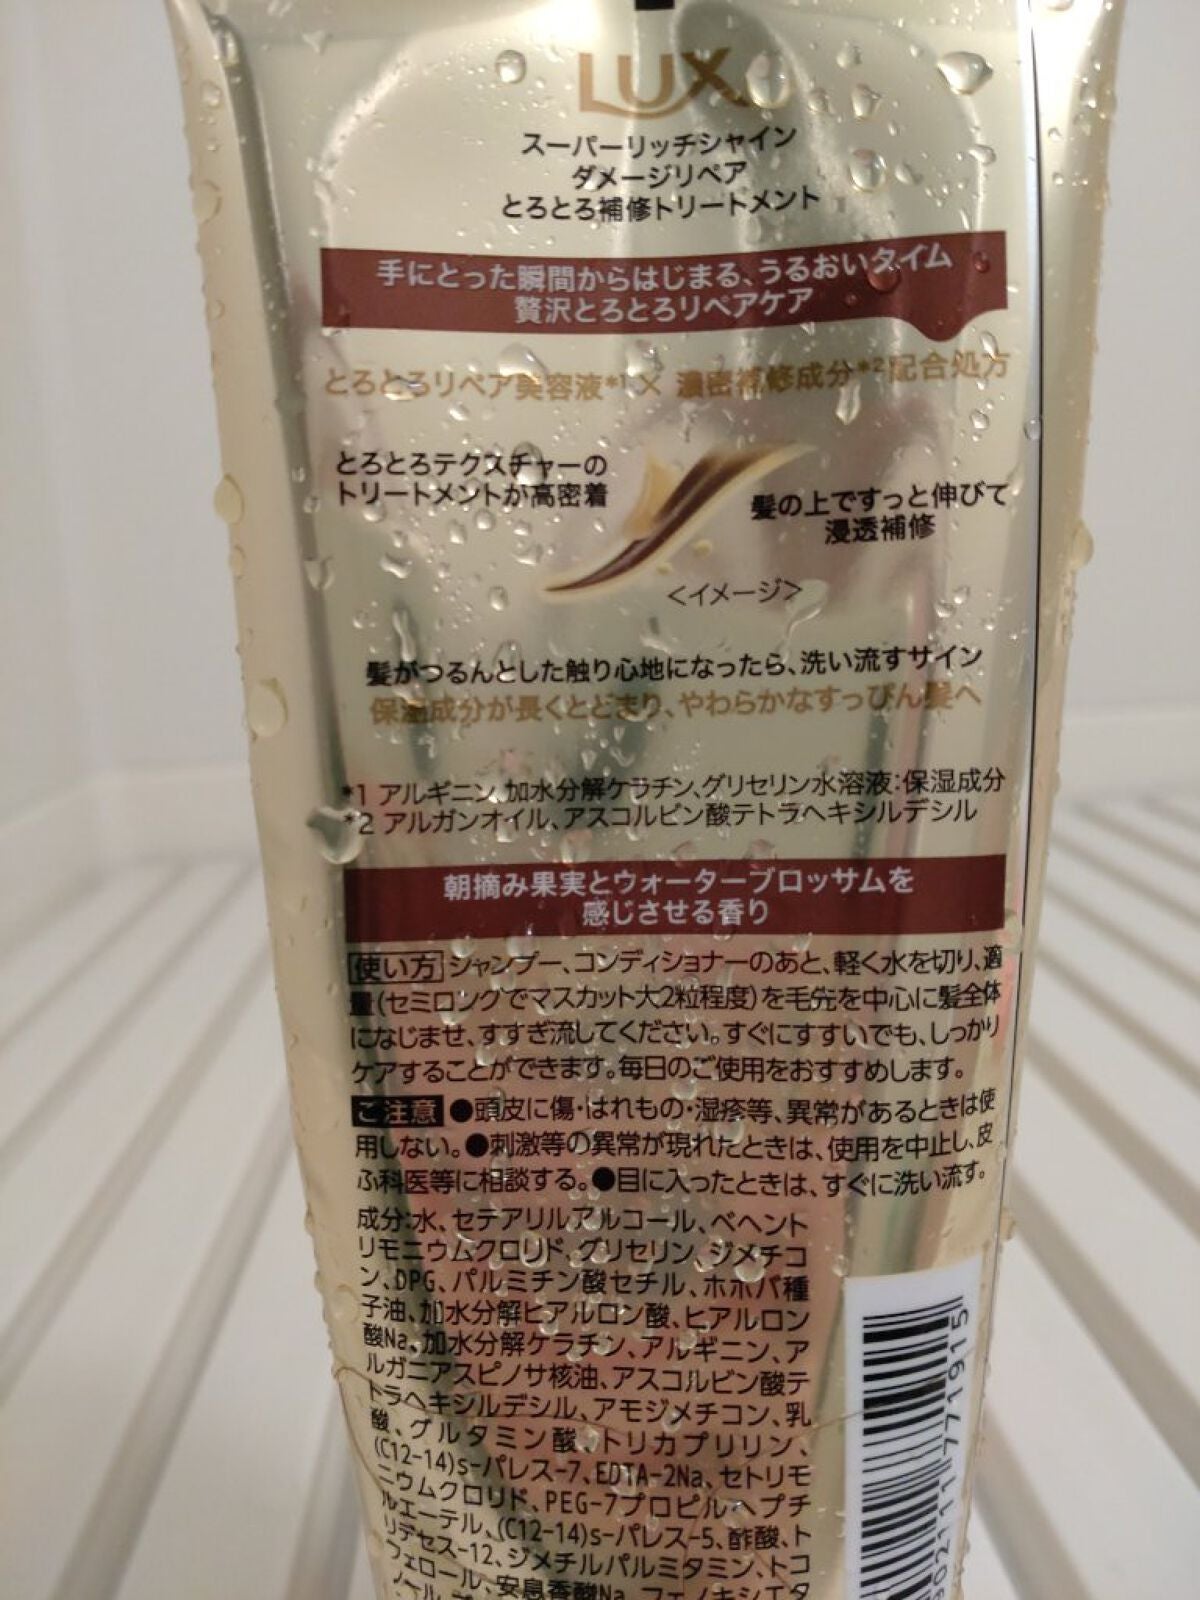 LUX
スーパーリッチシャイン
ダメージリペア
とろとろ補修トリートメント
手にとった瞬間からはじまる、うるおいタイム
贅沢とろとろリペアケア
とろとろリペア美容液*1 × 濃密補修成分*2配合処方
とろとろテクスチャーの
トリートメントが高密着
髪の上ですっと伸びて
浸透補修
<イメージ>
髪がつるんとした触り心地になったら、洗い流すサイン
保湿成分が長くとどまり、やわらかなすっぴん髪へ
*1 アルギニン、加水分解ケラチン、グリセリン水溶液:保湿成分
*2 アルガンオイル、アスコルビン酸テトラヘキシルデシル
朝摘み果実とウォーターブロッサムを
感じさせる香り
使い方 シャンプー、コンディショナーのあと、軽く水を切り、適
量(セミロングでマスカット大2粒程度)を毛先を中心に髪全体
になじませ、すすぎ流してください。すぐにすすいでも、しっかり
ケアすることができます。毎日のご使用をおすすめします。
ご注意 ●頭皮に傷・はれもの・湿疹等、異常があるときは使
用しない。●刺激等の異常が現れたときは、使用を中止し、皮
ふ科医等に相談する。●目に入ったときは、すぐに洗い流す。
成分:水、セテアリルアルコール、ベヘント
リモニウムクロリド、グリセリン、ジメチコ
ン、DPG、パルミチン酸セチル、ホホバ種
子油、加水分解ヒアルロン酸、ヒアルロン
酸Na、加水分解ケラチン、アルギニン、ア
ルガニアスピノサ核油、アスコルビン酸テ
トラヘキシルデシル、アモジメチコン、乳
酸、グルタミン酸、トリカプリリン、
(C12-14)s-パレス-7、EDTA-2Na、セトリモ
ニウムクロリド、PEG-7プロピルヘプチ
ルエーテル、(C12-14)s-パレス-5、酢酸、ト
リデセス-12、ジメチルパルミタミン、トコ
フェロール、安息香酸Na、フェノキシエタ
902111771915